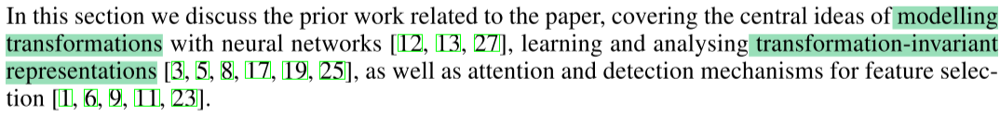 In this section we discuss the prior work related to the paper, covering the central ideas of modelling
transformations with neural networks [12, 13, 27], learning and analysing transformation-invariant
representations [3, 5, 8, 17, 19, 25], as well as attention and detection mechanisms for feature selec-
tion [1, 6, 9, 11, 23].